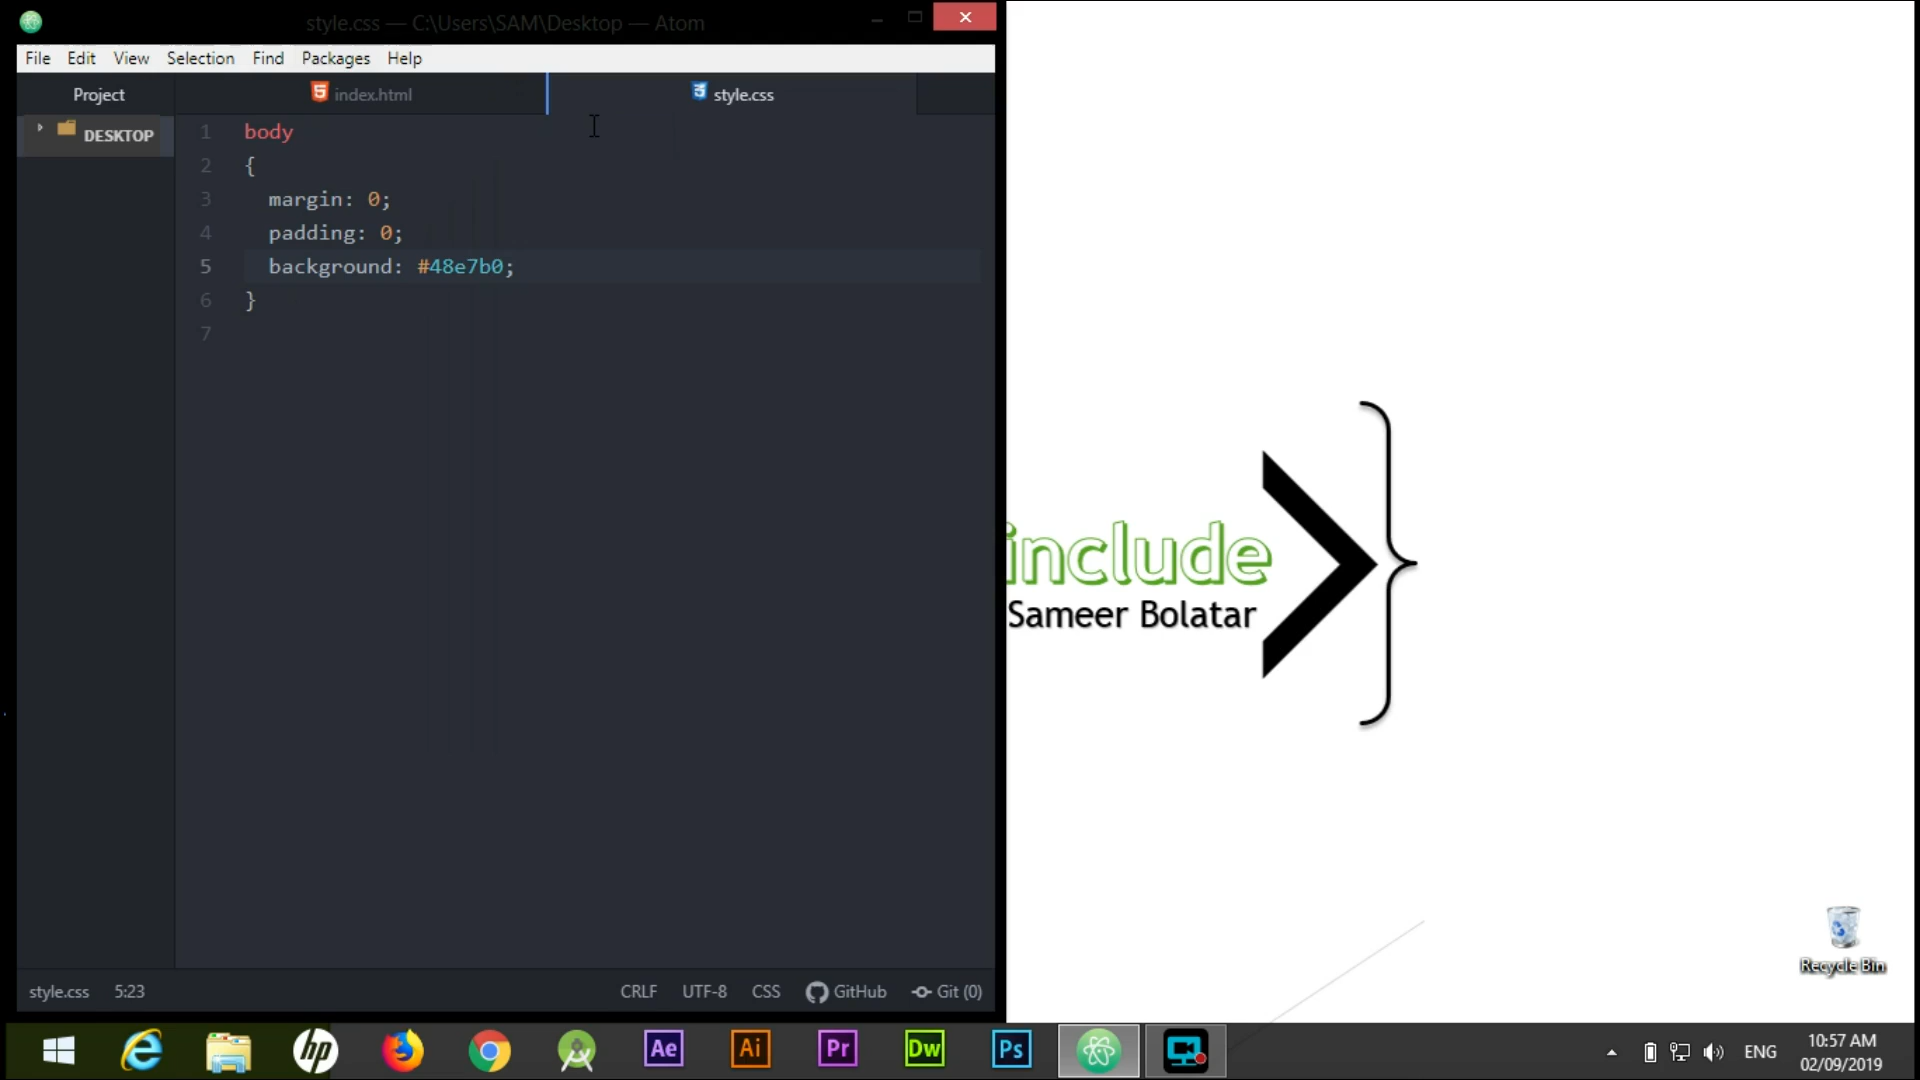 style.css — C:\Users\SAM\Desktop — Atom
File Edit View Selection Find Packages Help
Project
index.html
style.css
DESKTOP
1 body
2 {
3 margin: 0;
4 padding: 0;
5 background: #48e7b0;
6 }
7
include
Sameer Bolatar
Recycle Bin
style.css 5:23 CRLF UTF-8 CSS GitHub Git (0)
hp
Ae
Ai
Pr
Dw
Ps
ENG
10:57 AM
02/09/2019